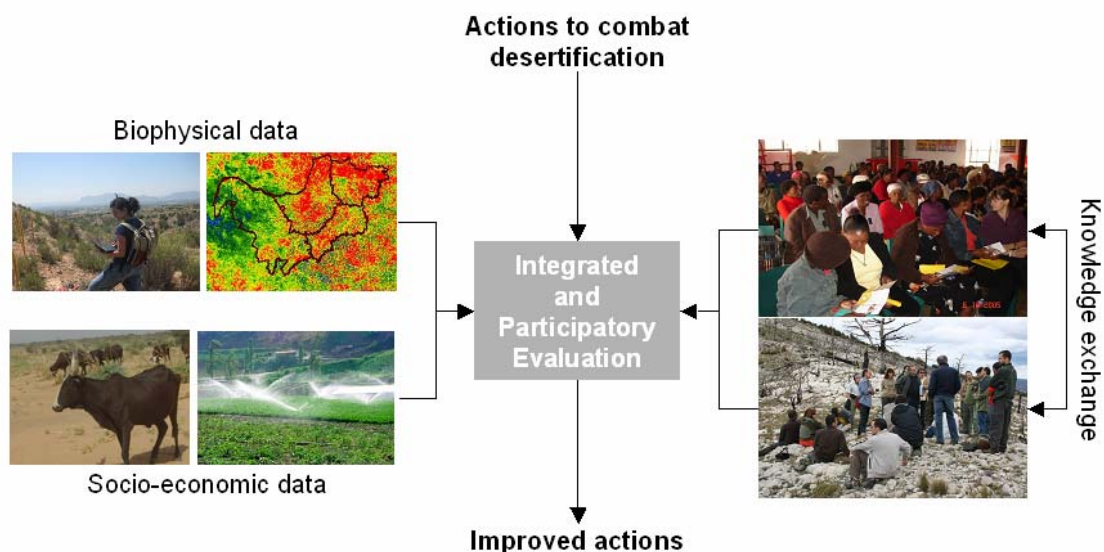 Actions to combat
desertification
Biophysical data
Integrated
and
Participatory
Evaluation
Knowledge exchange
Socio-economic data
Improved actions